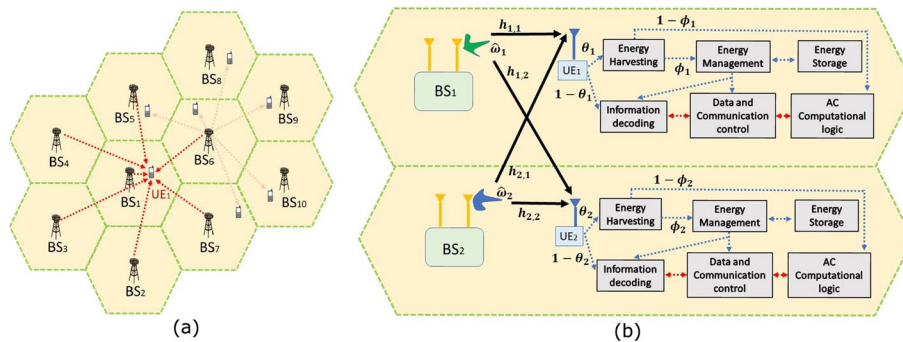 BS8
BS5
BS9
BS4
BS6
UE1
BS1
BS10
BS3
BS7
BS2
(a)
h1,1
ω̂1
h1,2
BS1
UE1
θ1
1 − θ1
1 − ϕ1
Energy
Harvesting
ϕ1
Energy
Management
Energy
Storage
Information
decoding
Data and
Communication
control
AC
Computational
logic
h2,1
ω̂2
h2,2
BS2
UE2
θ2
1 − θ2
1 − ϕ2
Energy
Harvesting
ϕ2
Energy
Management
Energy
Storage
Information
decoding
Data and
Communication
control
AC
Computational
logic
(b)